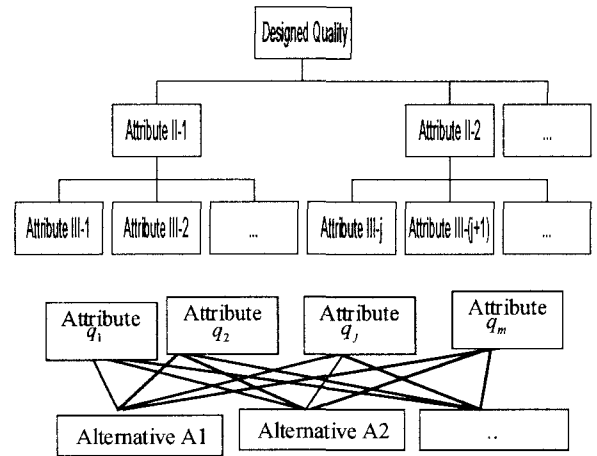 Designed Quality
Attribute II-1
Attribute II-2
...
Attribute III-1
Attribute III-2
...
Attribute III-j
Attribute III-(j+1)
...
Attribute
q1
Attribute
q2
Attribute
qJ
Attribute
qm
Alternative A1
Alternative A2
..